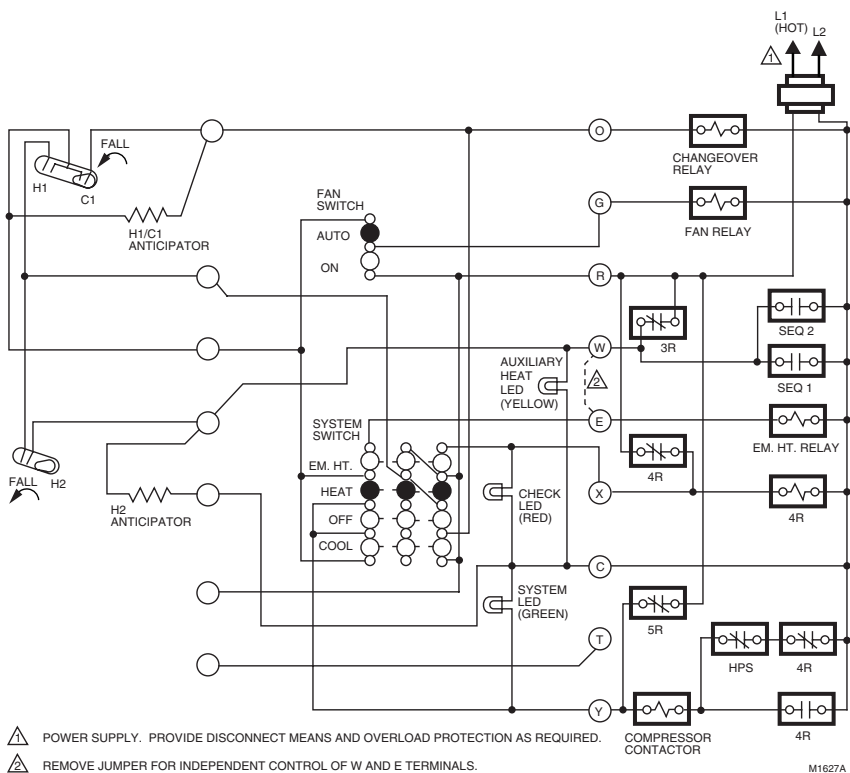 L1
(HOT)
L2
1
FALL
H1
C1
H1/C1
ANTICIPATOR
FAN
SWITCH
AUTO
ON
O
CHANGEOVER
RELAY
G
FAN RELAY
R
3R
SEQ 2
SEQ 1
W
AUXILIARY
HEAT
LED
(YELLOW)
2
E
EM. HT. RELAY
SYSTEM
SWITCH
EM. HT.
HEAT
OFF
COOL
FALL
H2
H2
ANTICIPATOR
CHECK
LED
(RED)
X
4R
4R
C
SYSTEM
LED
(GREEN)
5R
T
HPS
4R
Y
COMPRESSOR
CONTACTOR
4R
1 POWER SUPPLY. PROVIDE DISCONNECT MEANS AND OVERLOAD PROTECTION AS REQUIRED.
2 REMOVE JUMPER FOR INDEPENDENT CONTROL OF W AND E TERMINALS.
M1627A